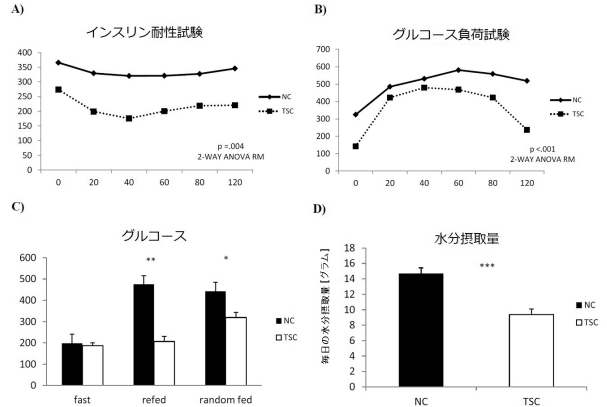 A)
インスリン耐性試験
400
350
300
250
200
150
100
50
0
0 20 40 60 80 100 120
NC
TSC
p =.004
2-WAY ANOVA RM
B)
グルコース負荷試験
700
600
500
400
300
200
100
0
0 20 40 60 80 120
NC
TSC
p <.001
2-WAY ANOVA RM
C)
グルコース
600
500
400
300
200
100
0
** *
fast refed random fed
NC
TSC
D)
水分摂取量
毎日の水分摂取量 [グラム]
18
16
14
12
10
8
6
4
2
0
***
NC TSC
NC
TSC